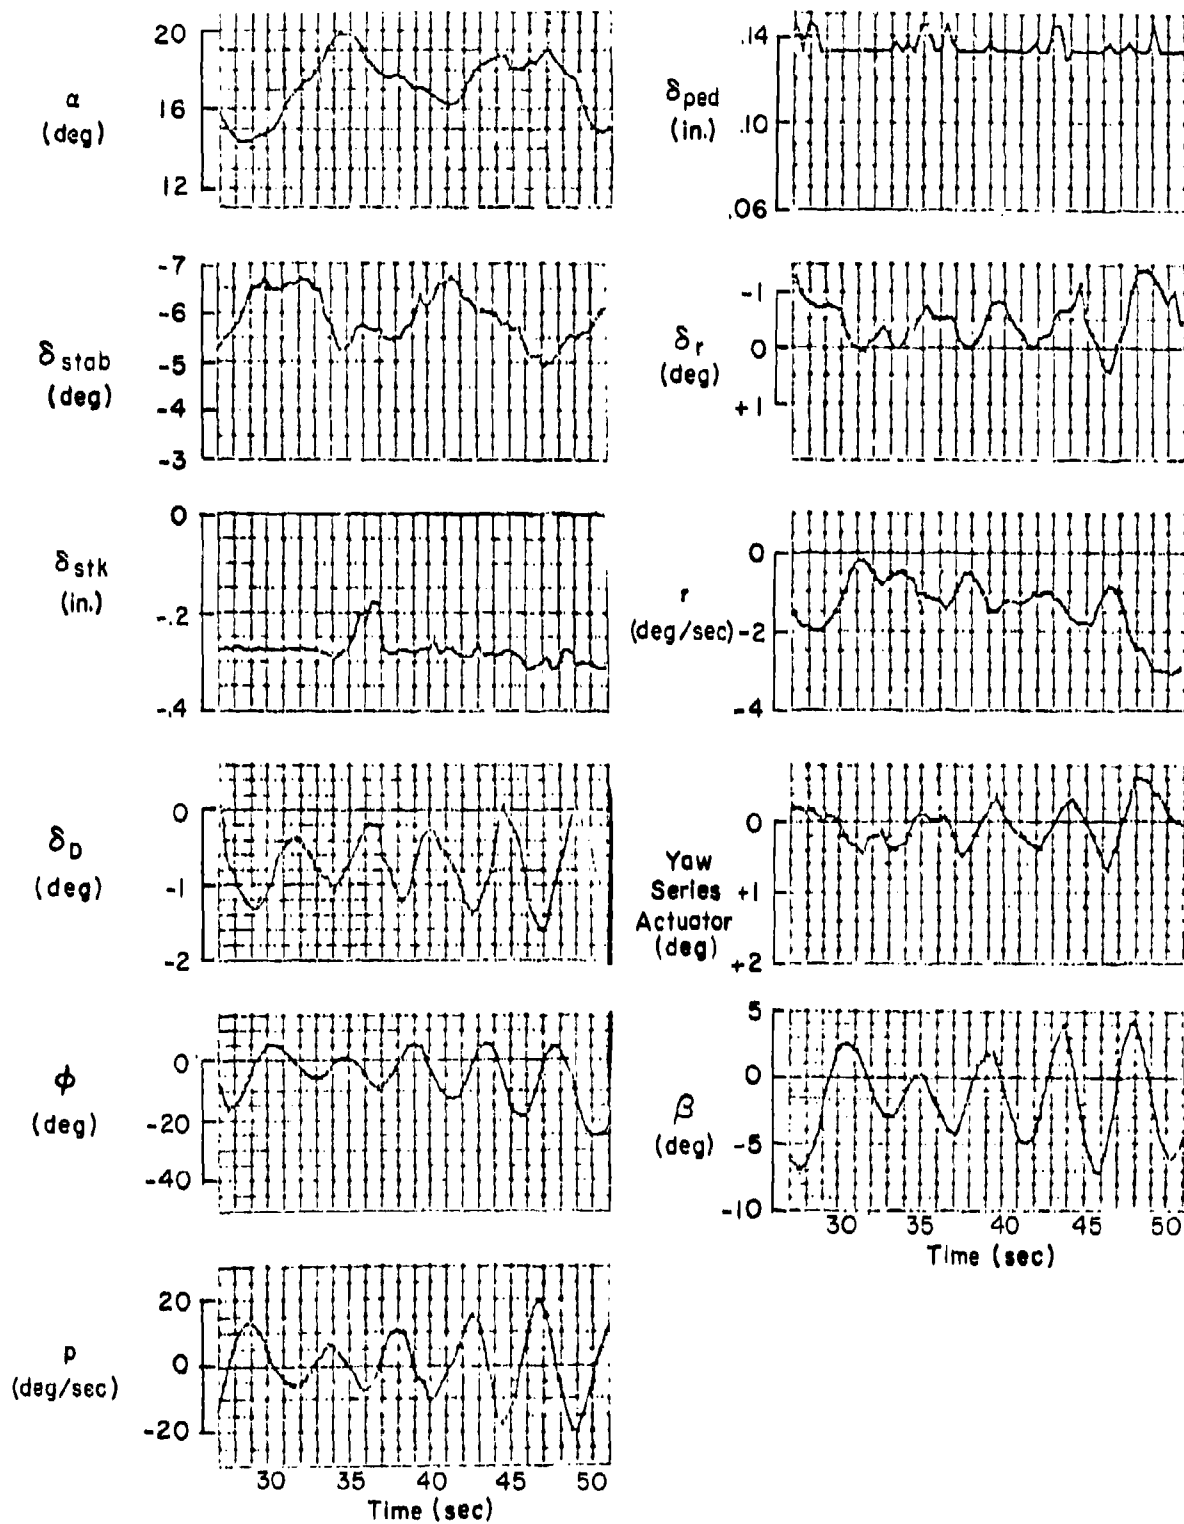 20
16
12
α
(deg)
-7
-6
-5
-4
-3
δstab
(deg)
0
-.2
-.4
δstk
(in.)
0
-1
-2
δD
(deg)
0
-20
-40
ϕ
(deg)
20
0
-20
p
(deg/sec)
30 35 40 45 50
Time (sec)
.14
.10
.06
δped
(in.)
-1
0
+1
δr
(deg)
0
-2
-4
r
(deg/sec)
0
+1
+2
Yaw
Series
Actuator
(deg)
5
0
-5
-10
β
(deg)
30 35 40 45 50
Time (sec)